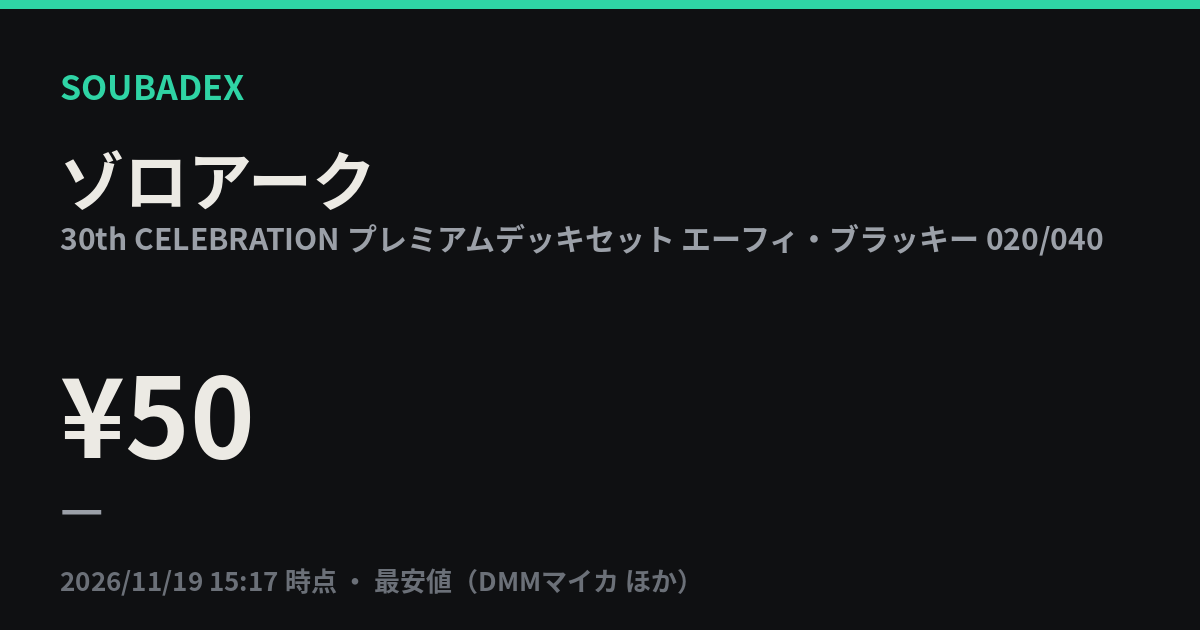 SOUBADEX
ゾロアーク
30th CELEBRATION プレミアムデッキセット エーフィ・ブラッキー 020/040
¥50
—
2026/11/19 15:17 時点 ・ 最安値（DMMマイカ ほか）